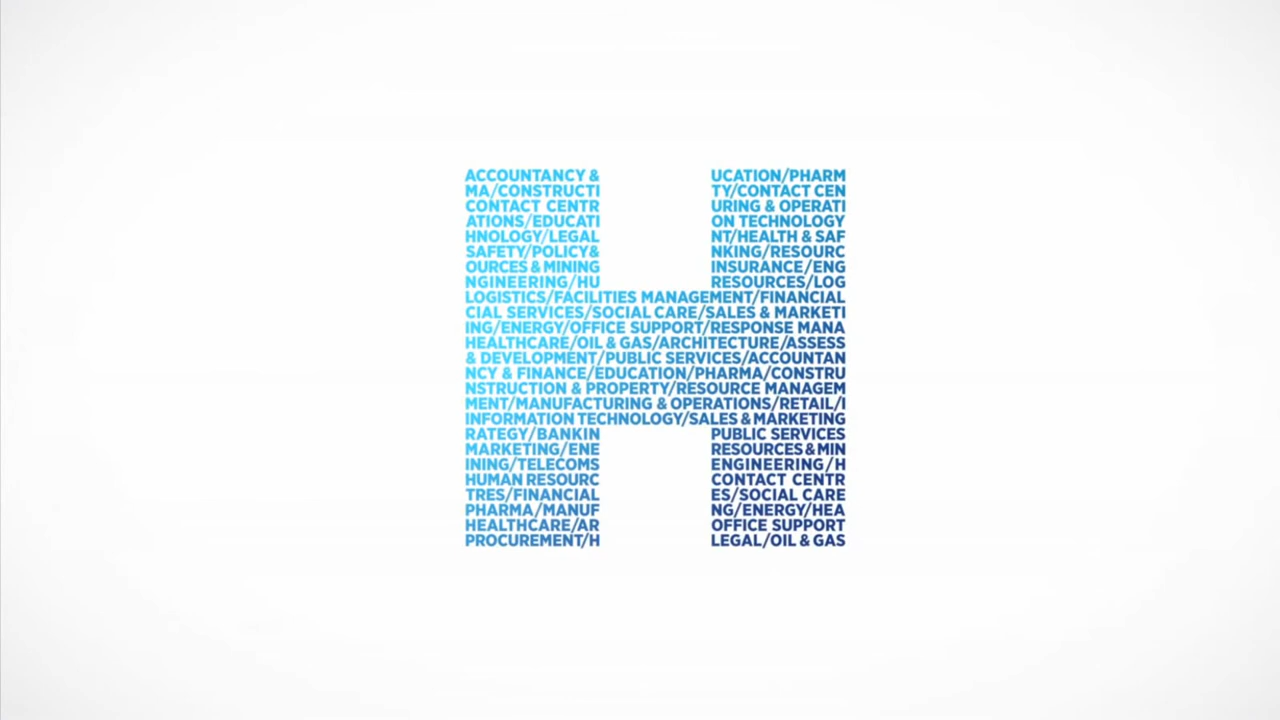 ACCOUNTANCY & UCATION/PHARM
MA/CONSTRUCTI TY/CONTACT CEN
CONTACT CENTR URING & OPERATI
ATIONS/EDUCATI ON TECHNOLOGY
HNOLOGY/LEGAL NT/HEALTH & SAF
SAFETY/POLICY& NKING/RESOURC
OURCES & MINING INSURANCE/ENG
NGINEERING/HU RESOURCES/LOG
LOGISTICS/FACILITIES MANAGEMENT/FINANCIAL
CIAL SERVICES/SOCIAL CARE/SALES & MARKETI
ING/ENERGY/OFFICE SUPPORT/RESPONSE MANA
HEALTHCARE/OIL & GAS/ARCHITECTURE/ASSESS
& DEVELOPMENT/PUBLIC SERVICES/ACCOUNTAN
NCY & FINANCE/EDUCATION/PHARMA/CONSTRU
NSTRUCTION & PROPERTY/RESOURCE MANAGEM
MENT/MANUFACTURING & OPERATIONS/RETAIL/I
INFORMATION TECHNOLOGY/SALES & MARKETING
RATEGY/BANKIN PUBLIC SERVICES
MARKETING/ENE RESOURCES & MIN
INING/TELECOMS ENGINEERING/H
HUMAN RESOURC CONTACT CENTR
TRES/FINANCIAL ES/SOCIAL CARE
PHARMA/MANUF NG/ENERGY/HEA
HEALTHCARE/AR OFFICE SUPPORT
PROCUREMENT/H LEGAL/OIL & GAS